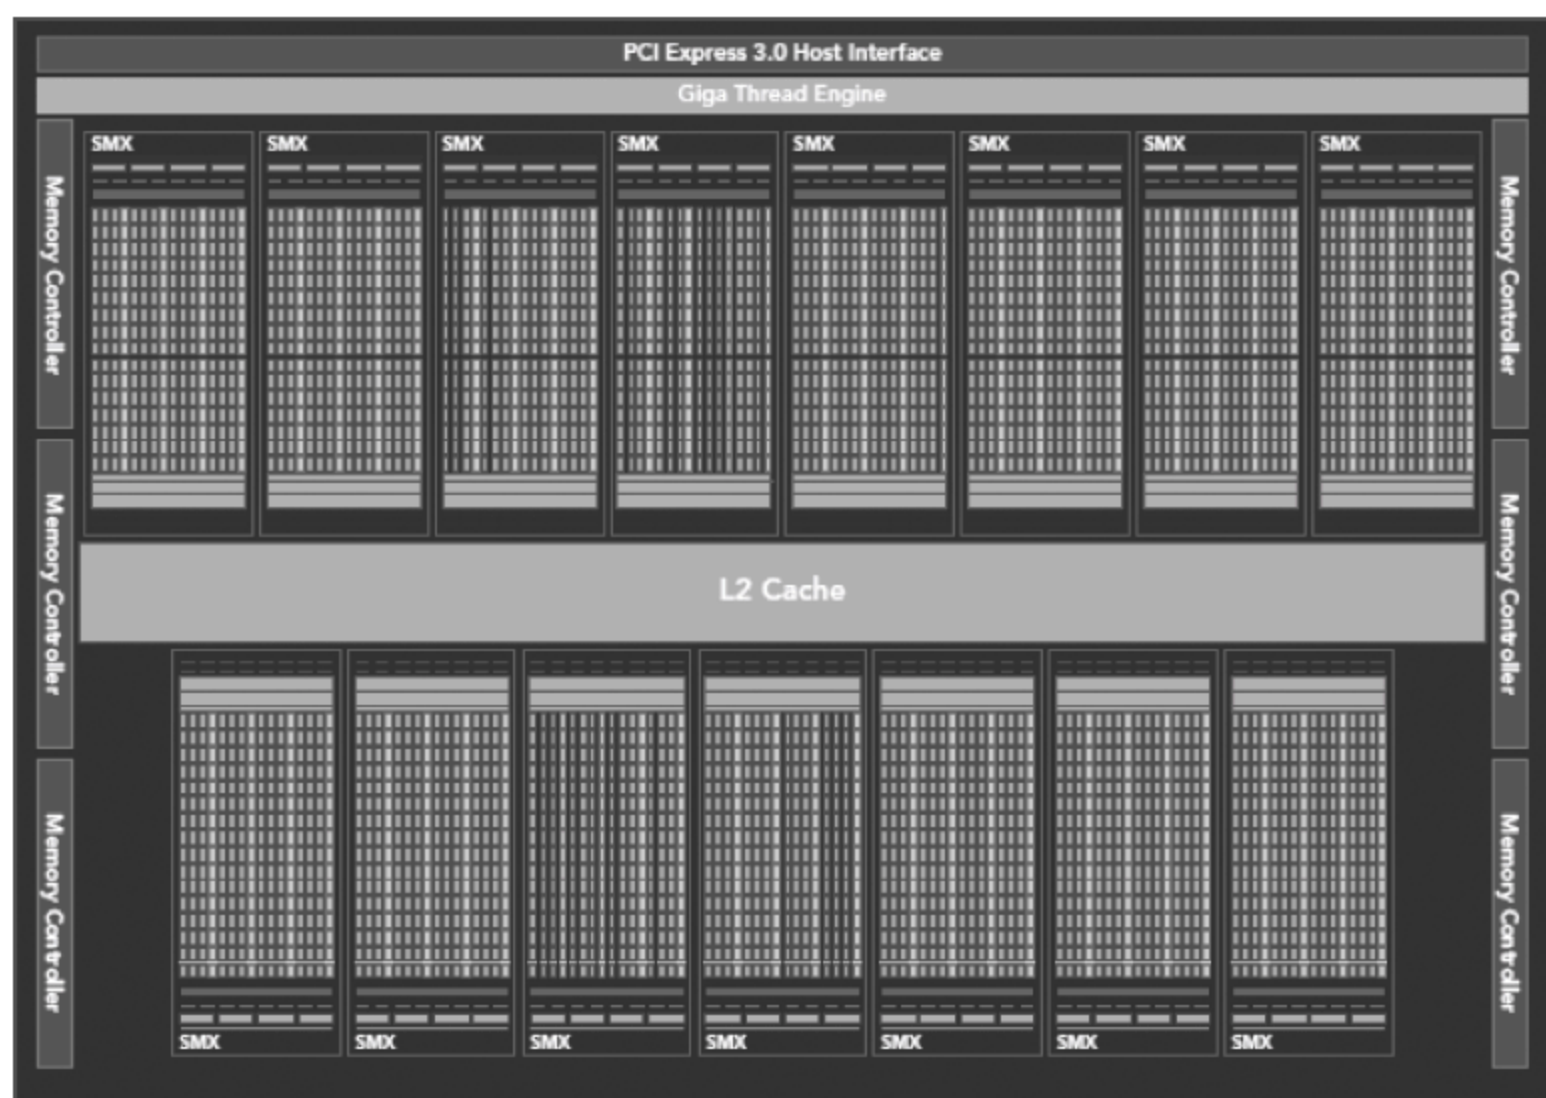 PCI Express 3.0 Host Interface
Giga Thread Engine
SMX SMX SMX SMX SMX SMX SMX SMX
Memory Controller
Memory Controller
Memory Controller
Memory Controller
Memory Controller
Memory Controller
L2 Cache
SMX SMX SMX SMX SMX SMX SMX